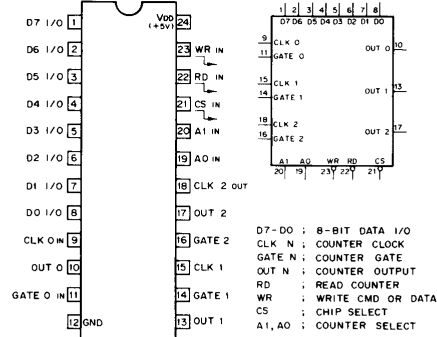 D7 I/O 1
D6 I/O 2
D5 I/O 3
D4 I/O 4
D3 I/O 5
D2 I/O 6
D1 I/O 7
D0 I/O 8
CLK 0 IN 9
OUT 0 10
GATE 0 IN 11
12 GND
VDD 24
(+5V)
23 WR IN
22 RD IN
21 CS IN
20 A1 IN
19 A0 IN
18 CLK 2 OUT
17 OUT 2
16 GATE 2
15 CLK 1
14 GATE 1
13 OUT 1
1 2 3 4 5 6 7 8
D7 D6 D5 D4 D3 D2 D1 D0
9 CLK 0
11 GATE 0
OUT 0 10
15 CLK 1
14 GATE 1
OUT 1 13
18 CLK 2
16 GATE 2
OUT 2 17
A1 A0 WR RD CS
20 19 23 22 21
D7-D0 ; 8-BIT DATA I/O
CLK N ; COUNTER CLOCK
GATE N ; COUNTER GATE
OUT N ; COUNTER OUTPUT
RD ; READ COUNTER
WR ; WRITE CMD OR DATA
CS ; CHIP SELECT
A1, A0 ; COUNTER SELECT